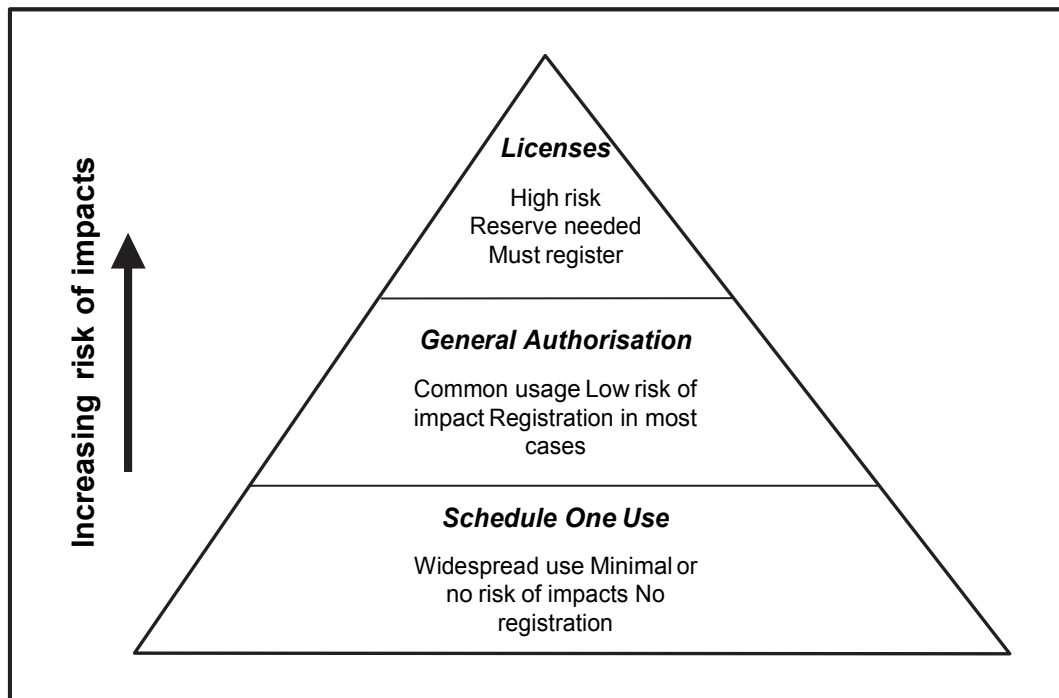 Increasing risk of impacts
Licenses
High risk
Reserve needed
Must register
General Authorisation
Common usage Low risk of
impact Registration in most
cases
Schedule One Use
Widespread use Minimal or
no risk of impacts No
registration